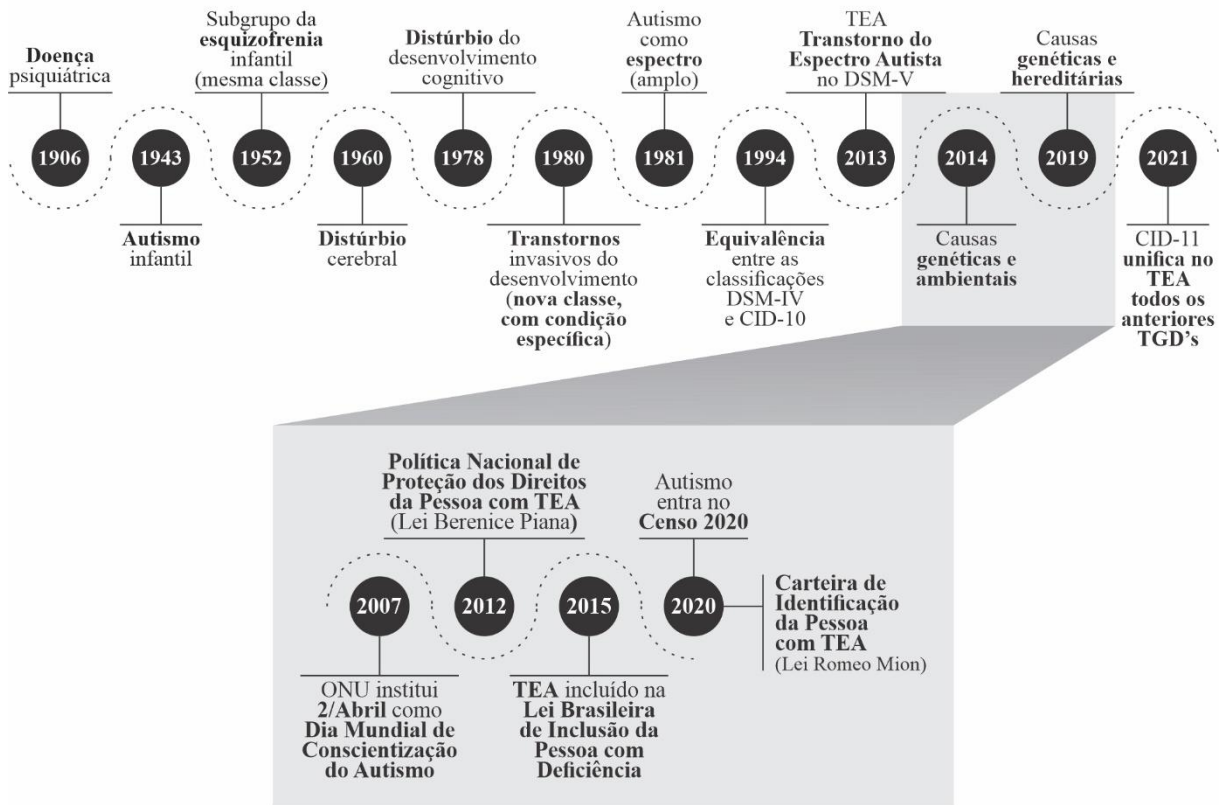 Doença
psiquiátrica
1906
1943
Autismo
infantil
Subgrupo da
esquizofrenia
infantil
(mesma classe)
1952
1960
Distúrbio
cerebral
Distúrbio do
desenvolvimento
cognitivo
1978
1980
Transtornos
invasivos do
desenvolvimento
(nova classe,
com condição
específica)
Autismo
como
espectro
(amplo)
1981
1994
Equivalência
entre as
classificações
DSM-IV
e CID-10
TEA
Transtorno do
Espectro Autista
no DSM-V
2013
2014
Causas
genéticas e
ambientais
Causas
genéticas e
hereditárias
2019
2021
CID-11
unifica no
TEA
todos os
anteriores
TGD’s
2007
ONU institui
2/Abril como
Dia Mundial de
Conscientização
do Autismo
Política Nacional de
Proteção dos Direitos
da Pessoa com TEA
(Lei Berenice Piana)
2012
2015
TEA incluído na
Lei Brasileira
de Inclusão da
Pessoa com
Deficiência
Autismo
entra no
Censo 2020
2020
Carteira de
Identificação
da Pessoa
com TEA
(Lei Romeo Mion)